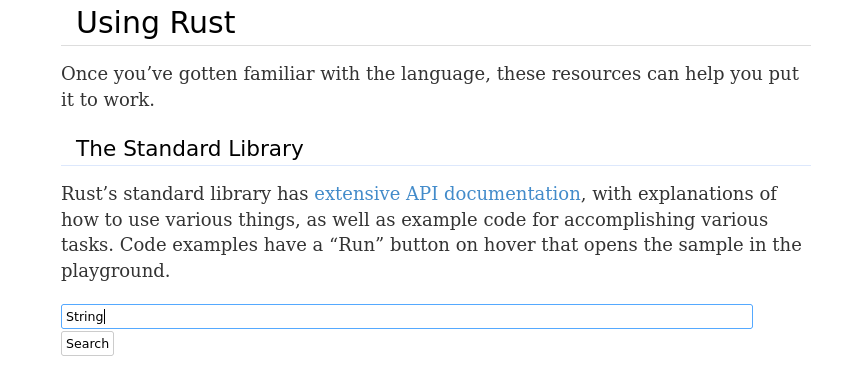 Using Rust
Once you’ve gotten familiar with the language, these resources can help you put
it to work.
The Standard Library
Rust’s standard library has extensive API documentation, with explanations of
how to use various things, as well as example code for accomplishing various
tasks. Code examples have a “Run” button on hover that opens the sample in the
playground.
String
Search